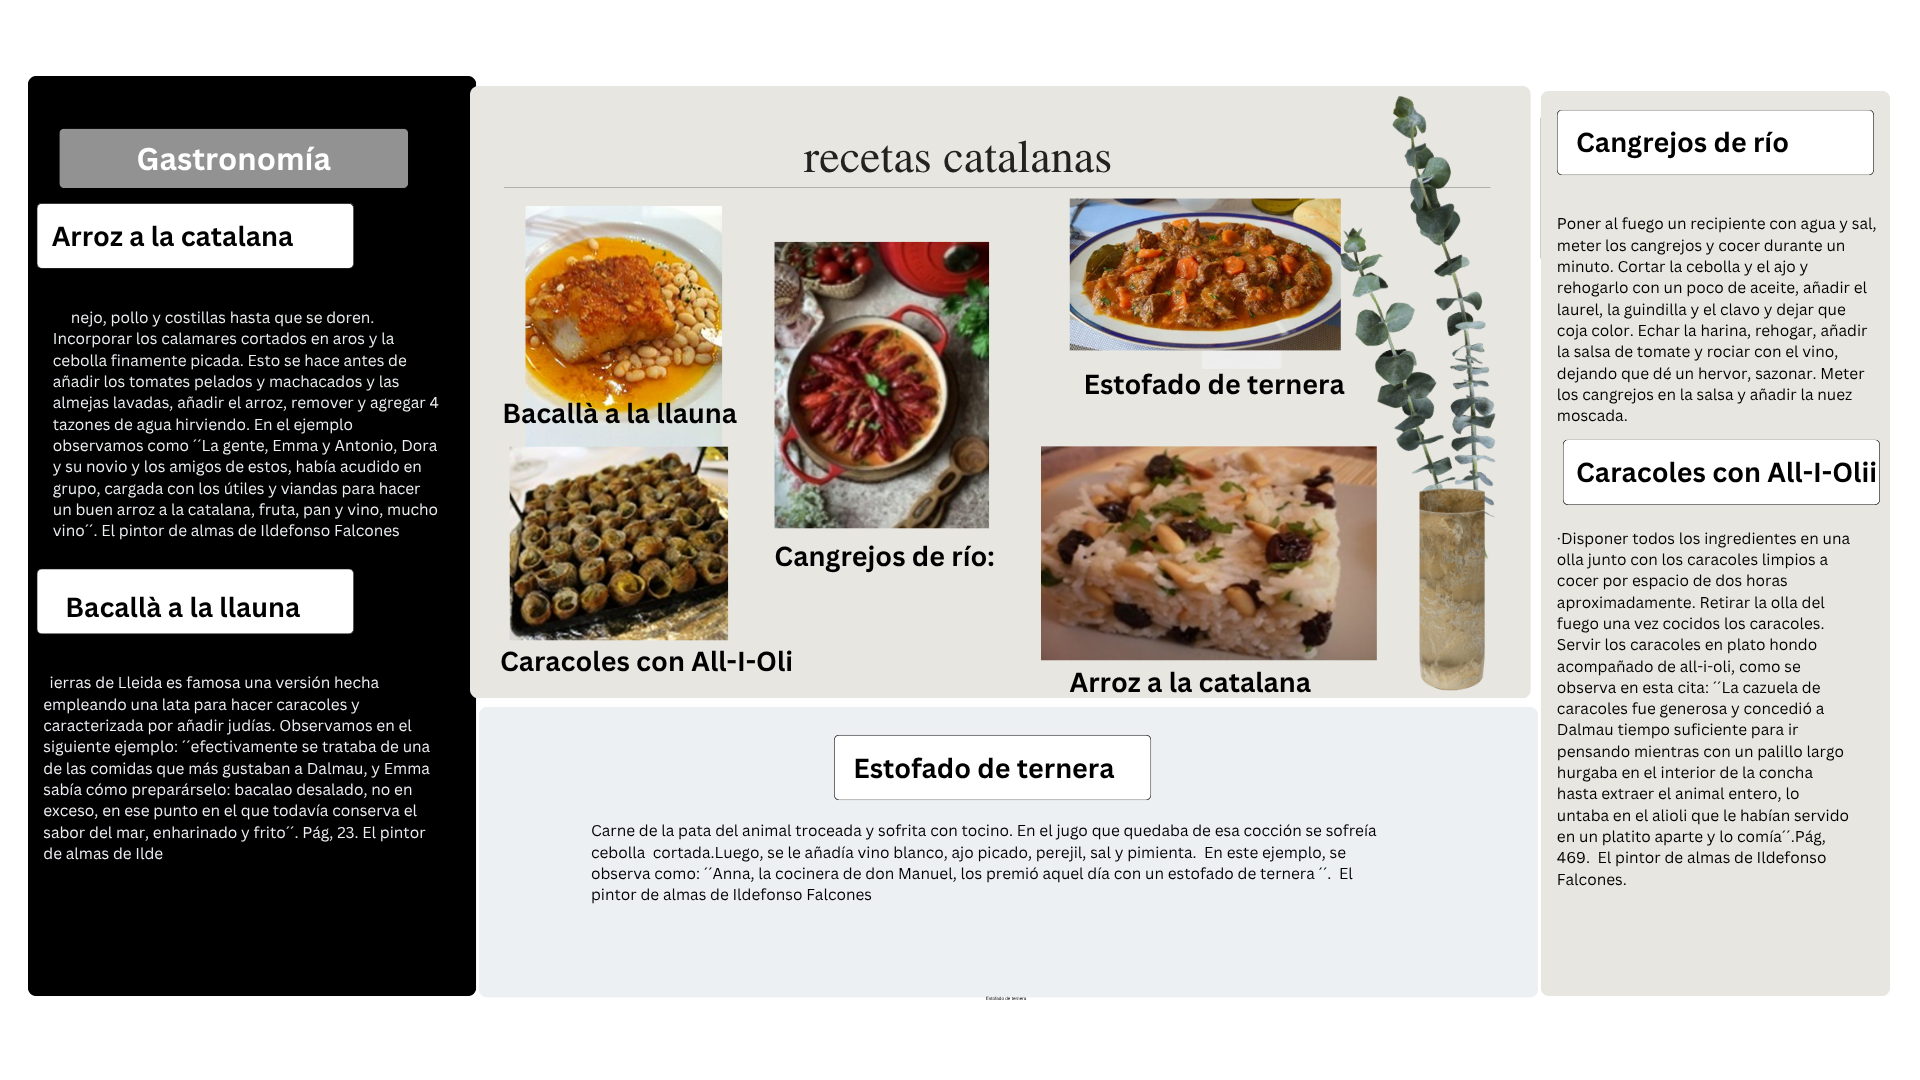 Gastronomía
Arroz a la catalana
nejo, pollo y costillas hasta que se doren.
Incorporar los calamares cortados en aros y la
cebolla finamente picada. Esto se hace antes de
añadir los tomates pelados y machacados y las
almejas lavadas, añadir el arroz, remover y agregar 4
tazones de agua hirviendo. En el ejemplo
observamos como ´´La gente, Emma y Antonio, Dora
y su novio y los amigos de estos, había acudido en
grupo, cargada con los útiles y viandas para hacer
un buen arroz a la catalana, fruta, pan y vino, mucho
vino´´. El pintor de almas de Ildefonso Falcones
Bacallà a la llauna
ierras de Lleida es famosa una versión hecha
empleando una lata para hacer caracoles y
caracterizada por añadir judías. Observamos en el
siguiente ejemplo: ´´efectivamente se trataba de una
de las comidas que más gustaban a Dalmau, y Emma
sabía cómo preparárselo: bacalao desalado, no en
exceso, en ese punto en el que todavía conserva el
sabor del mar, enharinado y frito´´. Pág, 23. El pintor
de almas de Ilde
recetas catalanas
Bacallà a la llauna
Cangrejos de río:
Estofado de ternera
Caracoles con All-I-Oli
Arroz a la catalana
Estofado de ternera
Carne de la pata del animal troceada y sofrita con tocino. En el jugo que quedaba de esa cocción se sofreía
cebolla  cortada.Luego, se le añadía vino blanco, ajo picado, perejil, sal y pimienta.  En este ejemplo, se
observa como: ´´Anna, la cocinera de don Manuel, los premió aquel día con un estofado de ternera ´´.  El
pintor de almas de Ildefonso Falcones
Estofado de ternera
Cangrejos de río
Poner al fuego un recipiente con agua y sal,
meter los cangrejos y cocer durante un
minuto. Cortar la cebolla y el ajo y
rehogarlo con un poco de aceite, añadir el
laurel, la guindilla y el clavo y dejar que
coja color. Echar la harina, rehogar, añadir
la salsa de tomate y rociar con el vino,
dejando que dé un hervor, sazonar. Meter
los cangrejos en la salsa y añadir la nuez
moscada.
Caracoles con All-I-Olii
·Disponer todos los ingredientes en una
olla junto con los caracoles limpios a
cocer por espacio de dos horas
aproximadamente. Retirar la olla del
fuego una vez cocidos los caracoles.
Servir los caracoles en plato hondo
acompañado de all-i-oli, como se
observa en esta cita: ´´La cazuela de
caracoles fue generosa y concedió a
Dalmau tiempo suficiente para ir
pensando mientras con un palillo largo
hurgaba en el interior de la concha
hasta extraer el animal entero, lo
untaba en el alioli que le habían servido
en un platito aparte y lo comía´´.Pág,
469.  El pintor de almas de Ildefonso
Falcones.